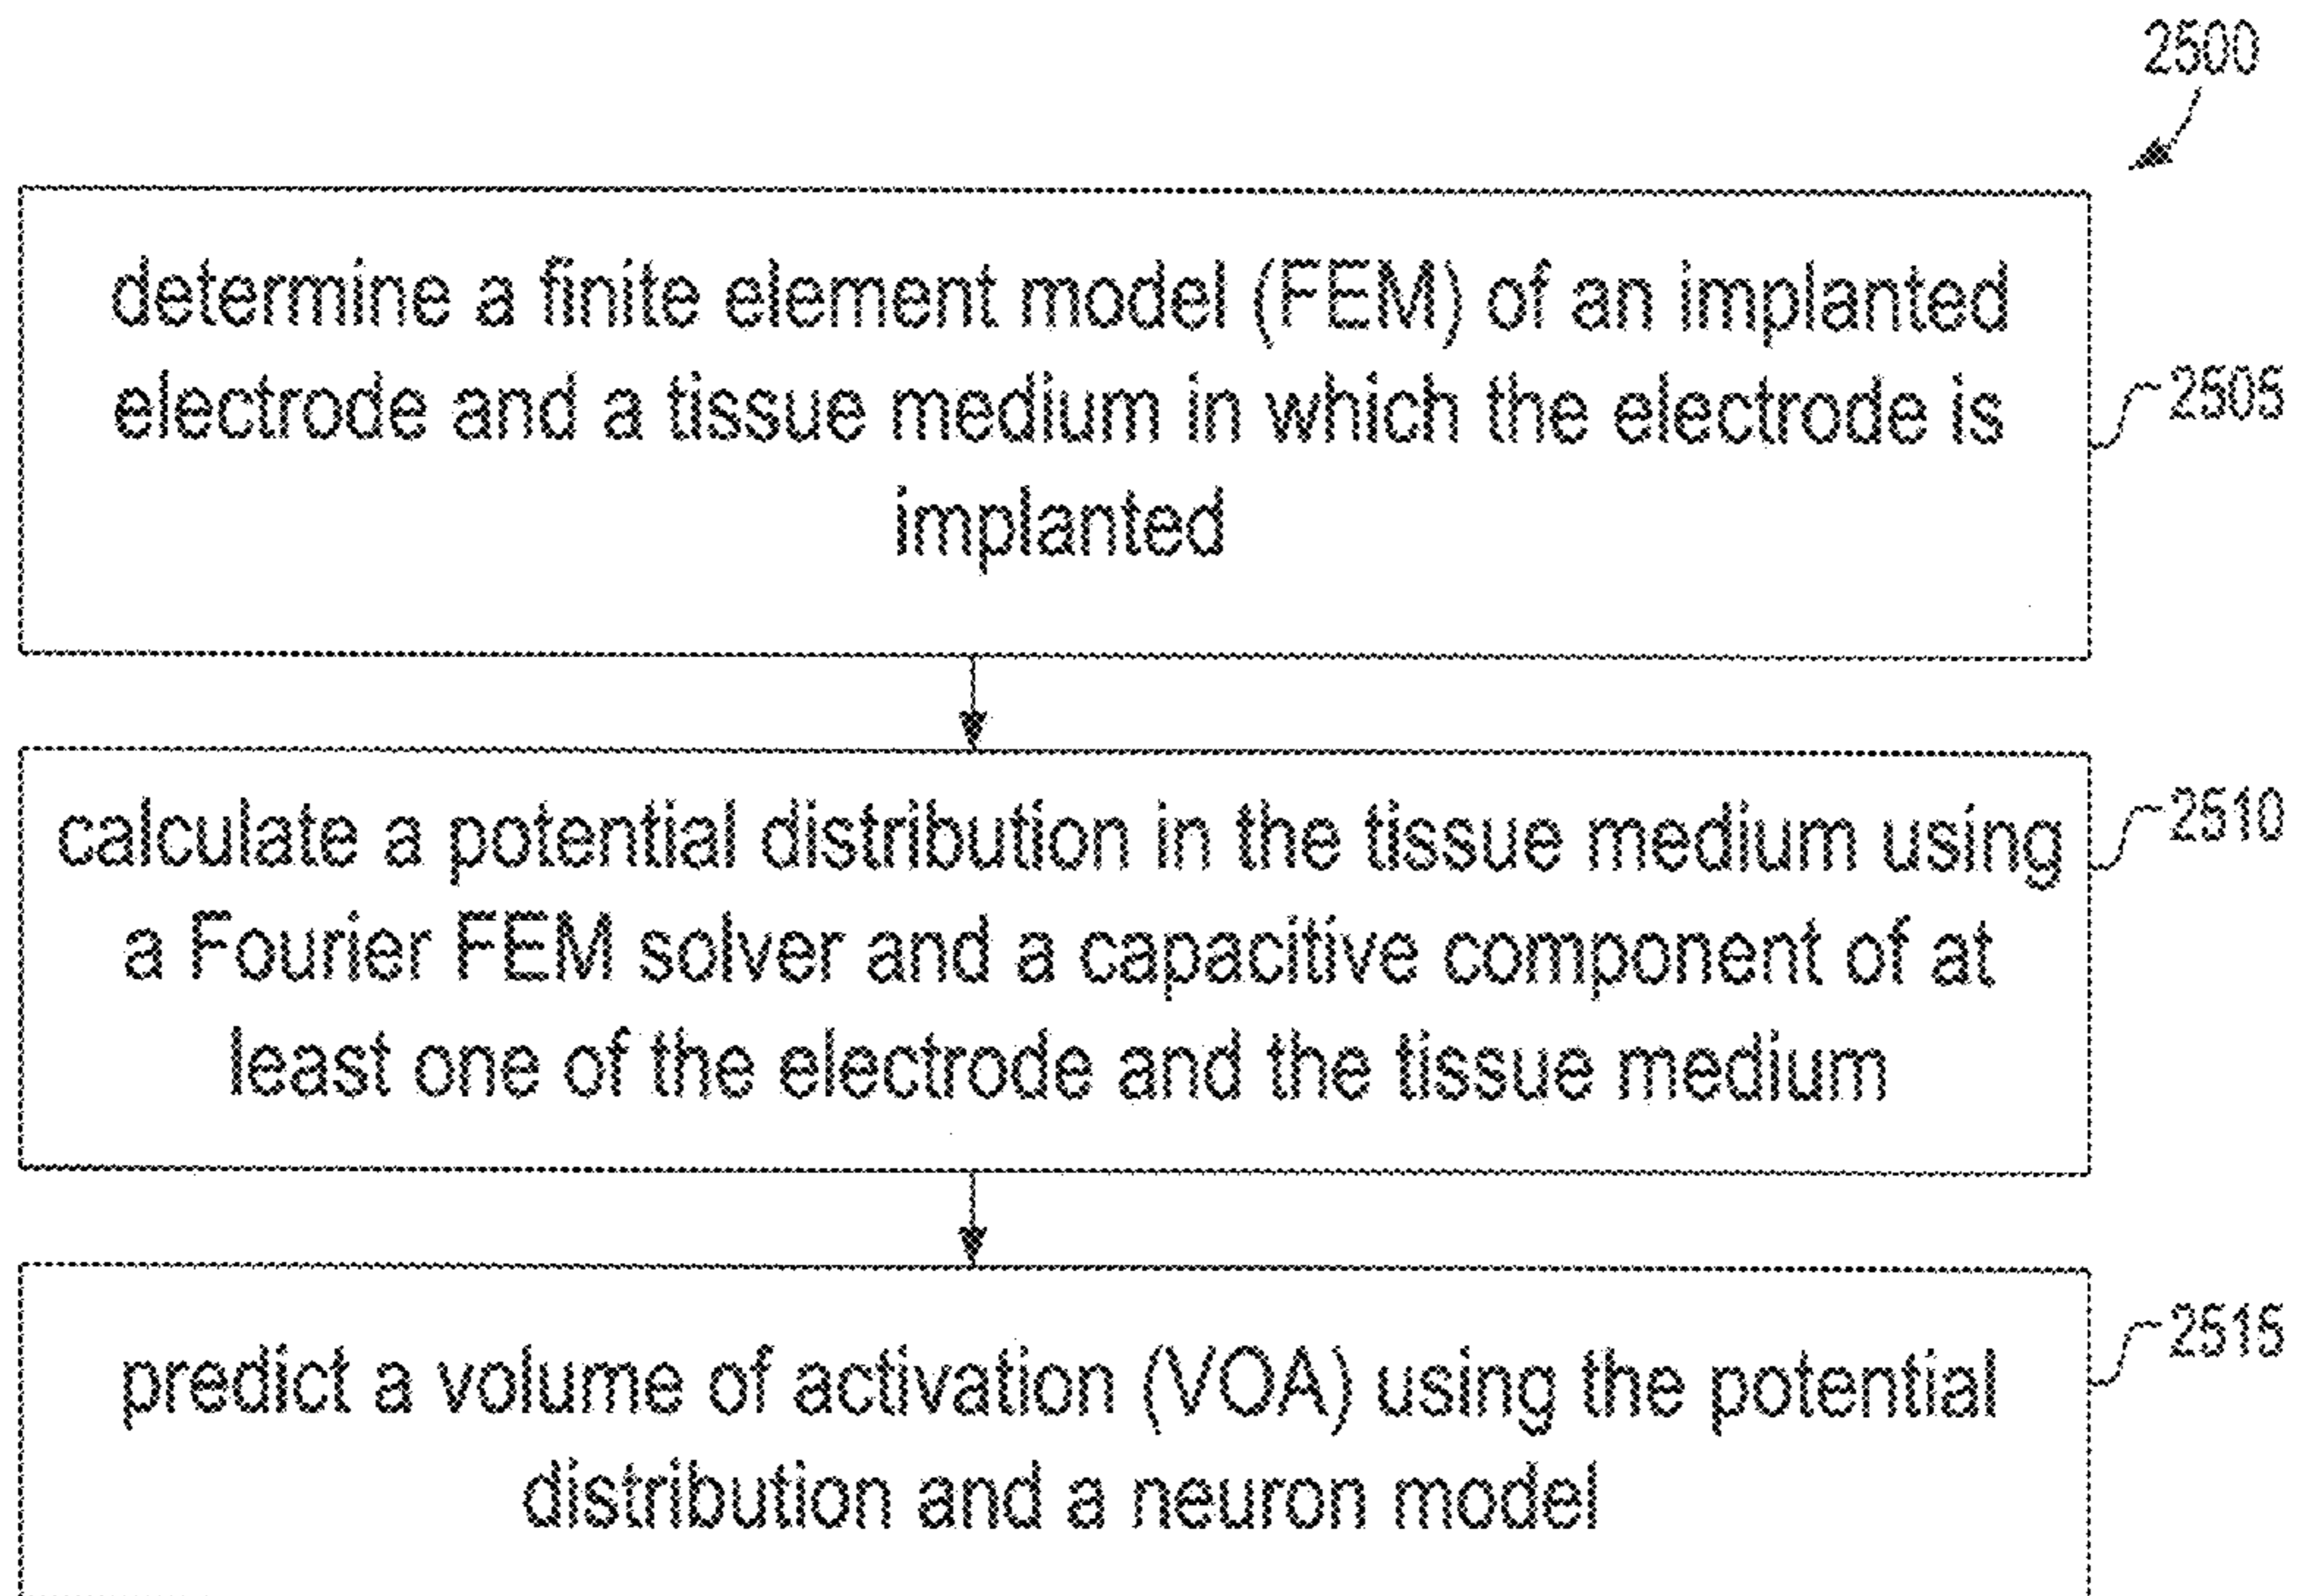 2500
determine a finite element model (FEM) of an implanted
electrode and a tissue medium in which the electrode is
implanted
2505
calculate a potential distribution in the tissue medium using
a Fourier FEM solver and a capacitive component of at
least one of the electrode and the tissue medium
2510
predict a volume of activation (VOA) using the potential
distribution and a neuron model
2515